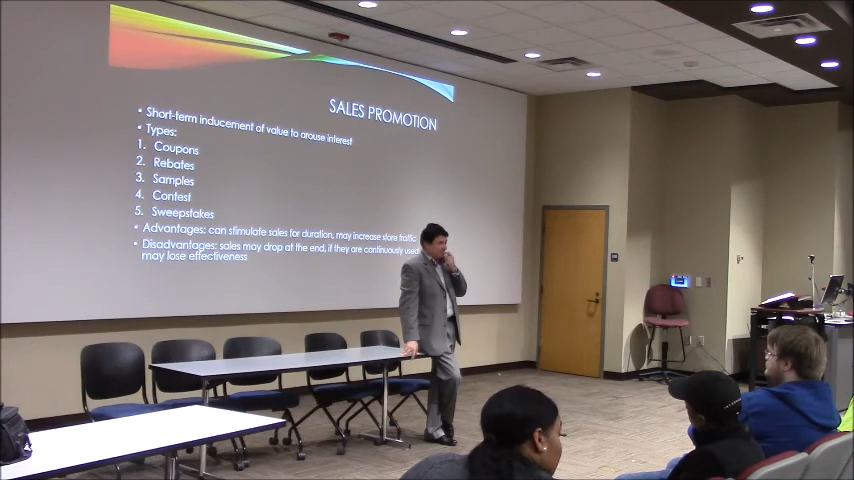 SALES PROMOTION
• Short-term inducement of value to arouse interest
• Types:
1. Coupons
2. Rebates
3. Samples
4. Contest
5. Sweepstakes
• Advantages: can stimulate sales for duration, may increase store traffic
• Disadvantages: sales may drop at the end, if they are continuously used
may lose effectiveness